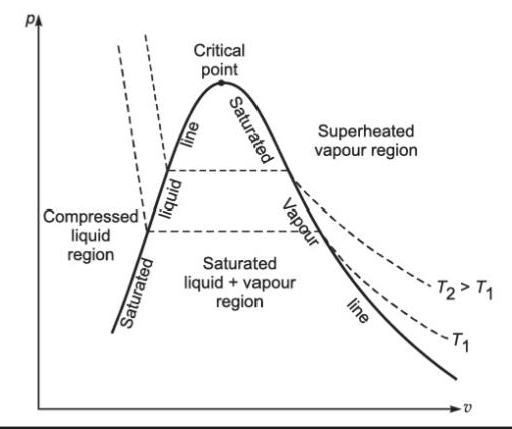 p
Critical
point
Saturated
line
Superheated
vapour region
liquid
Vapour
Compressed
liquid
region
Saturated
Saturated
liquid + vapour
region
line
T₂ > T₁
T₁
v